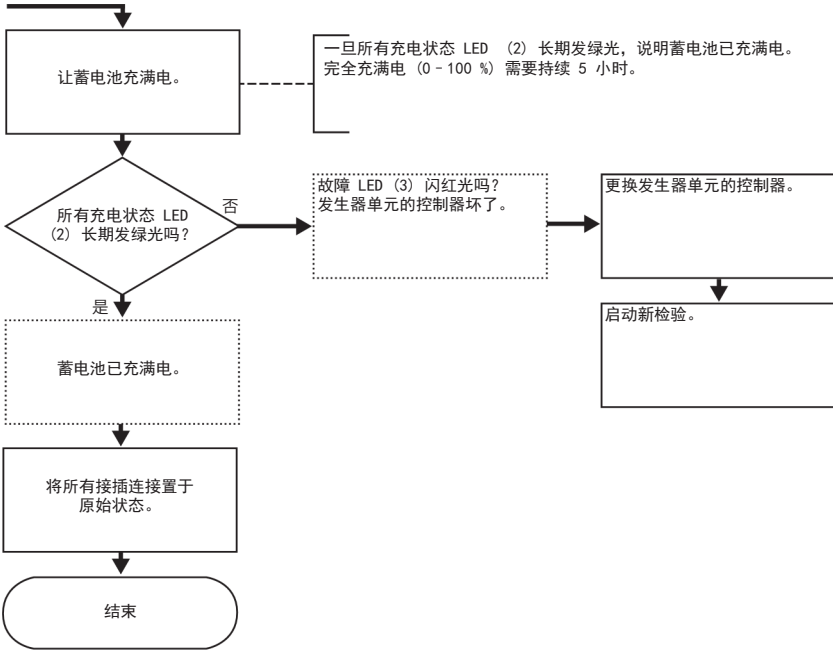 让蓄电池充满电。
一旦所有充电状态 LED (2) 长期发绿光, 说明蓄电池已充满电。
完全充满电 (0–100 %) 需要持续 5 小时。
所有充电状态 LED
(2) 长期发绿光吗?
否
故障 LED (3) 闪红光吗?
发生器单元的控制器坏了。
更换发生器单元的控制器。
启动新检验。
是
蓄电池已充满电。
将所有接插连接置于
原始状态。
结束